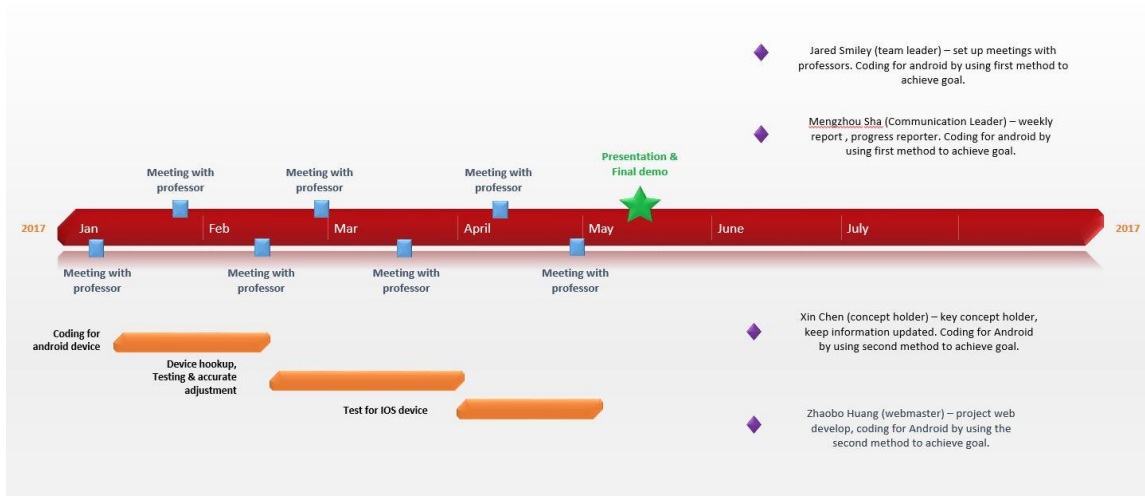 Jared Smiley (team leader) – set up meetings with
professors. Coding for android by using first method to
achieve goal.
Mengzhou Sha (Communication Leader) – weekly
report , progress reporter. Coding for android by
using first method to achieve goal.
Presentation &
Final demo
Meeting with
professor
Meeting with
professor
Meeting with
professor
2017
Jan
Feb
Mar
April
May
June
July
2017
Meeting with
professor
Meeting with
professor
Meeting with
professor
Meeting with
professor
Coding for
android device
Device hookup,
Testing & accurate
adjustment
Test for IOS device
Xin Chen (concept holder) – key concept holder,
keep information updated. Coding for Android
by using second method to achieve goal.
Zhaobo Huang (webmaster) – project web
develop, coding for Android by using the
second method to achieve goal.